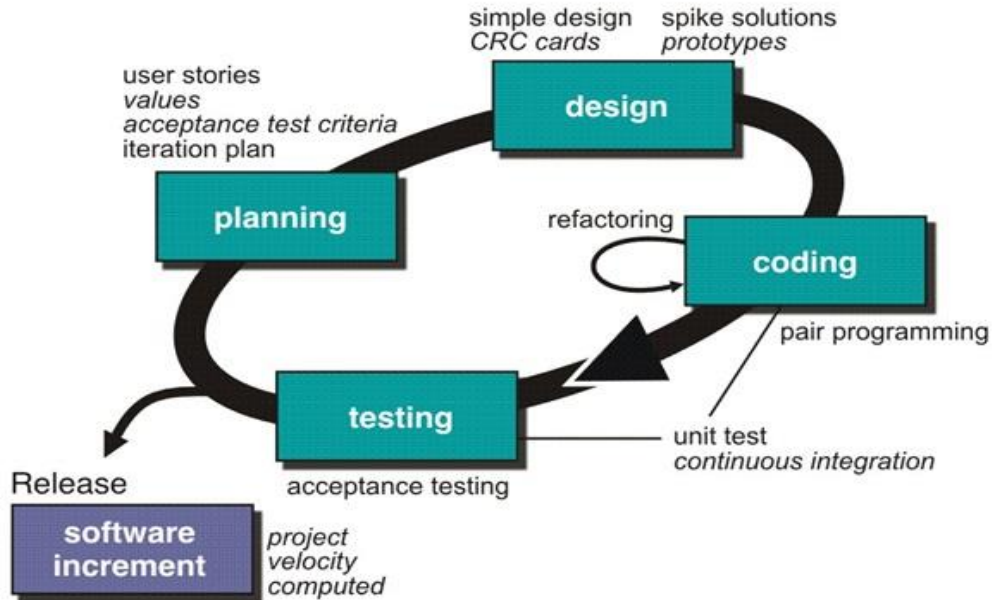 simple design
CRC cards
spike solutions
prototypes
design
user stories
values
acceptance test criteria
iteration plan
planning
refactoring
coding
pair programming
testing
unit test
continuous integration
acceptance testing
Release
software
increment
project
velocity
computed